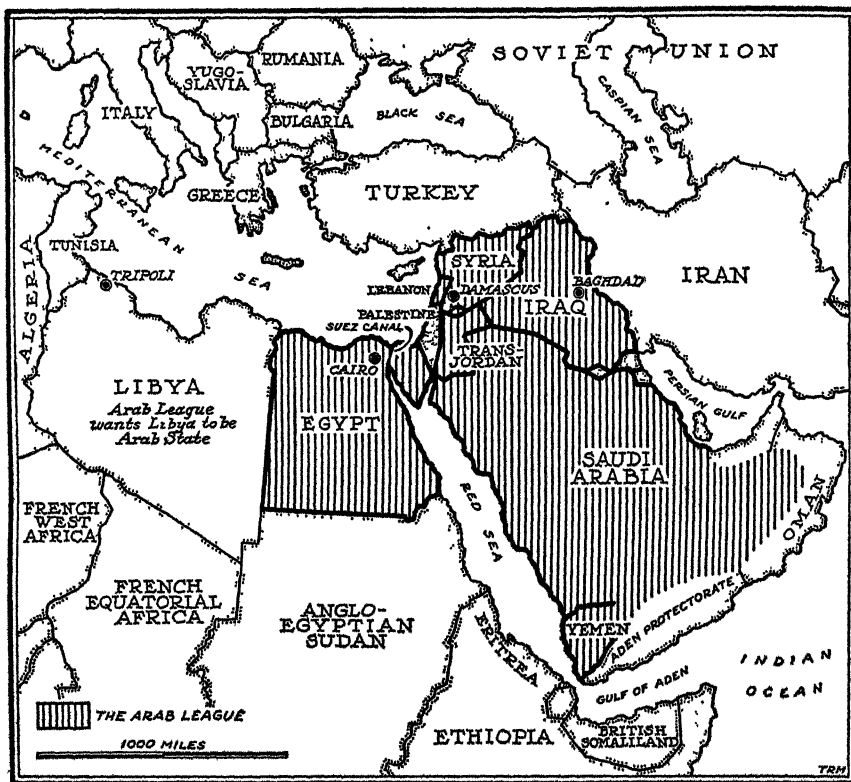 SOVIET UNION
RUMANIA
YUGO-
SLAVIA
CASPIAN SEA
ITALY
BULGARIA
BLACK SEA
D
MEDITERRANEAN
SEA
GREECE
TURKEY
ALGERIA
TUNISIA
TRIPOLI
SYRIA
LEBANON
DAMASCUS
BAGHDAD
IRAN
IRAQ
PALESTINE
SUEZ CANAL
TRANS-
JORDAN
CAIRO
PERSIAN GULF
LIBYA
Arab League
wants Libya to be
Arab State
EGYPT
SAUDI
ARABIA
RED SEA
OMAN
FRENCH
WEST
AFRICA
FRENCH
EQUATORIAL
AFRICA
ANGLO-
EGYPTIAN
SUDAN
ERITREA
YEMEN
ADEN PROTECTORATE
GULF OF ADEN
INDIAN
OCEAN
THE ARAB LEAGUE
1000 MILES
ETHIOPIA
BRITISH
SOMALILAND
TRM